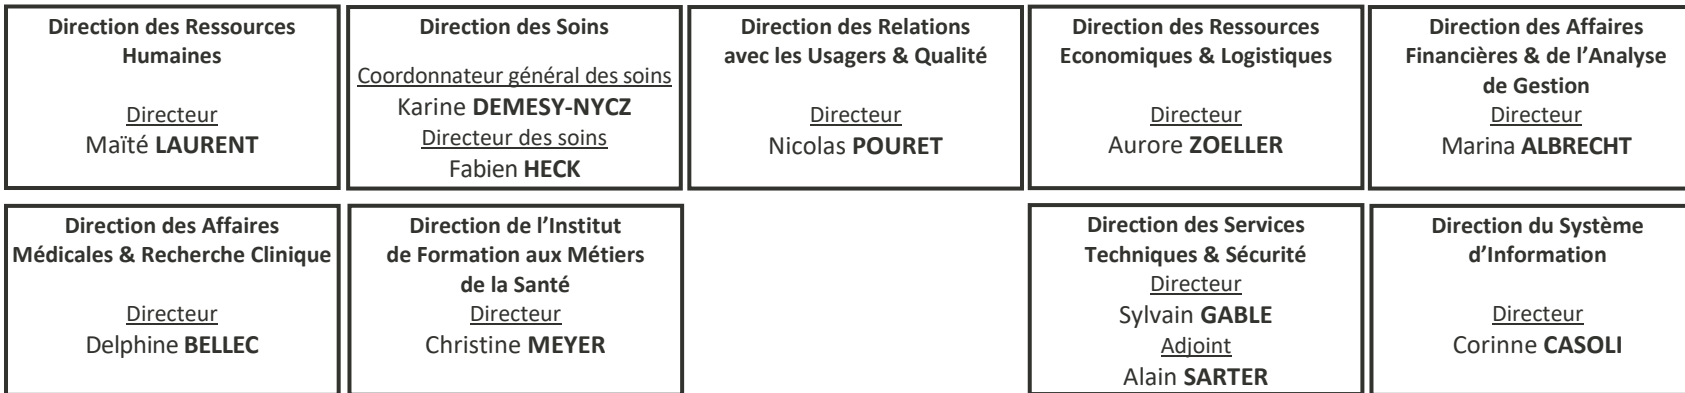 Direction des Ressources
Humaines
Directeur
Maïté LAURENT
Direction des Soins
Coordonnateur général des soins
Karine DEMESY-NYCZ
Directeur des soins
Fabien HECK
Direction des Relations
avec les Usagers & Qualité
Directeur
Nicolas POURET
Direction des Ressources
Economiques & Logistiques
Directeur
Aurore ZOELLER
Direction des Affaires
Financières & de l’Analyse
de Gestion
Directeur
Marina ALBRECHT
Direction des Affaires
Médicales & Recherche Clinique
Directeur
Delphine BELLEC
Direction de l’Institut
de Formation aux Métiers
de la Santé
Directeur
Christine MEYER
Direction des Services
Techniques & Sécurité
Directeur
Sylvain GABLE
Adjoint
Alain SARTER
Direction du Système
d’Information
Directeur
Corinne CASOLI